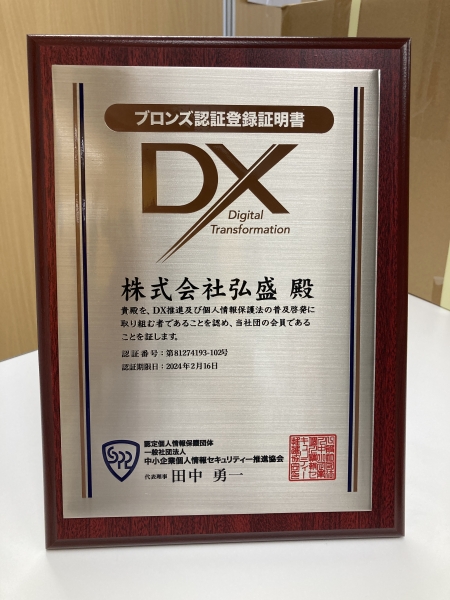 ブロンズ認証登録証明書
DX
Digital
Transformation
株式会社弘盛 殿
貴殿を、DX推進及び個人情報保護法の普及啓発に
取り組む者であることを認め、当社団の会員である
ことを証します。
認証番号：第81274193-102号
認証期限日：2024年2月16日
認定個人情報保護団体
一般社団法人
中小企業個人情報セキュリティー推進協会
代表理事 田中 勇一